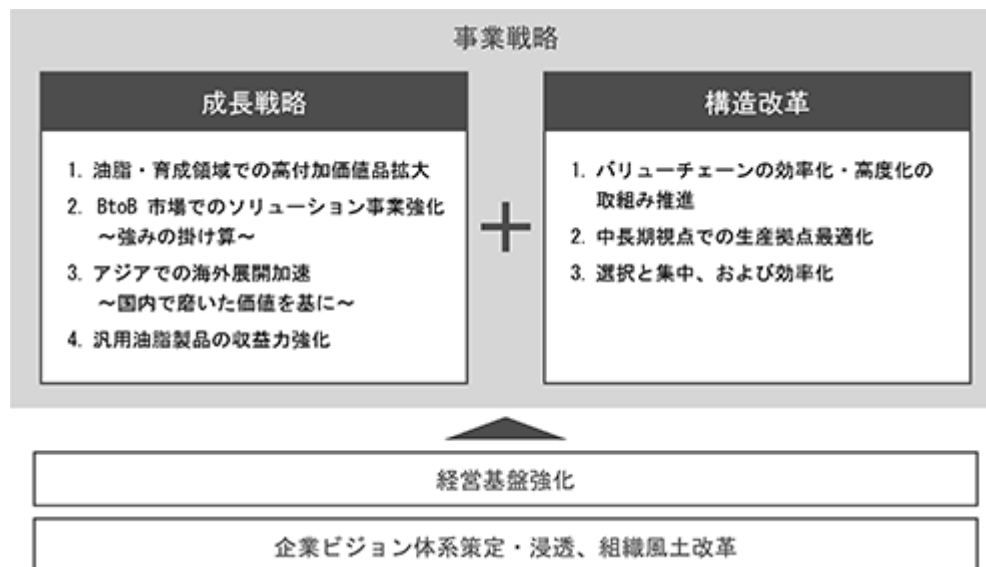 事業戦略
成長戦略
1. 油脂・育成領域での高付加価値品拡大
2. BtoB 市場でのソリューション事業強化
～強みの掛け算～
3. アジアでの海外展開加速
～国内で磨いた価値を基に～
4. 汎用油脂製品の収益力強化
+
構造改革
1. バリューチェーンの効率化・高度化の
取組み推進
2. 中長期視点での生産拠点最適化
3. 選択と集中、および効率化
経営基盤強化
企業ビジョン体系策定・浸透、組織風土改革